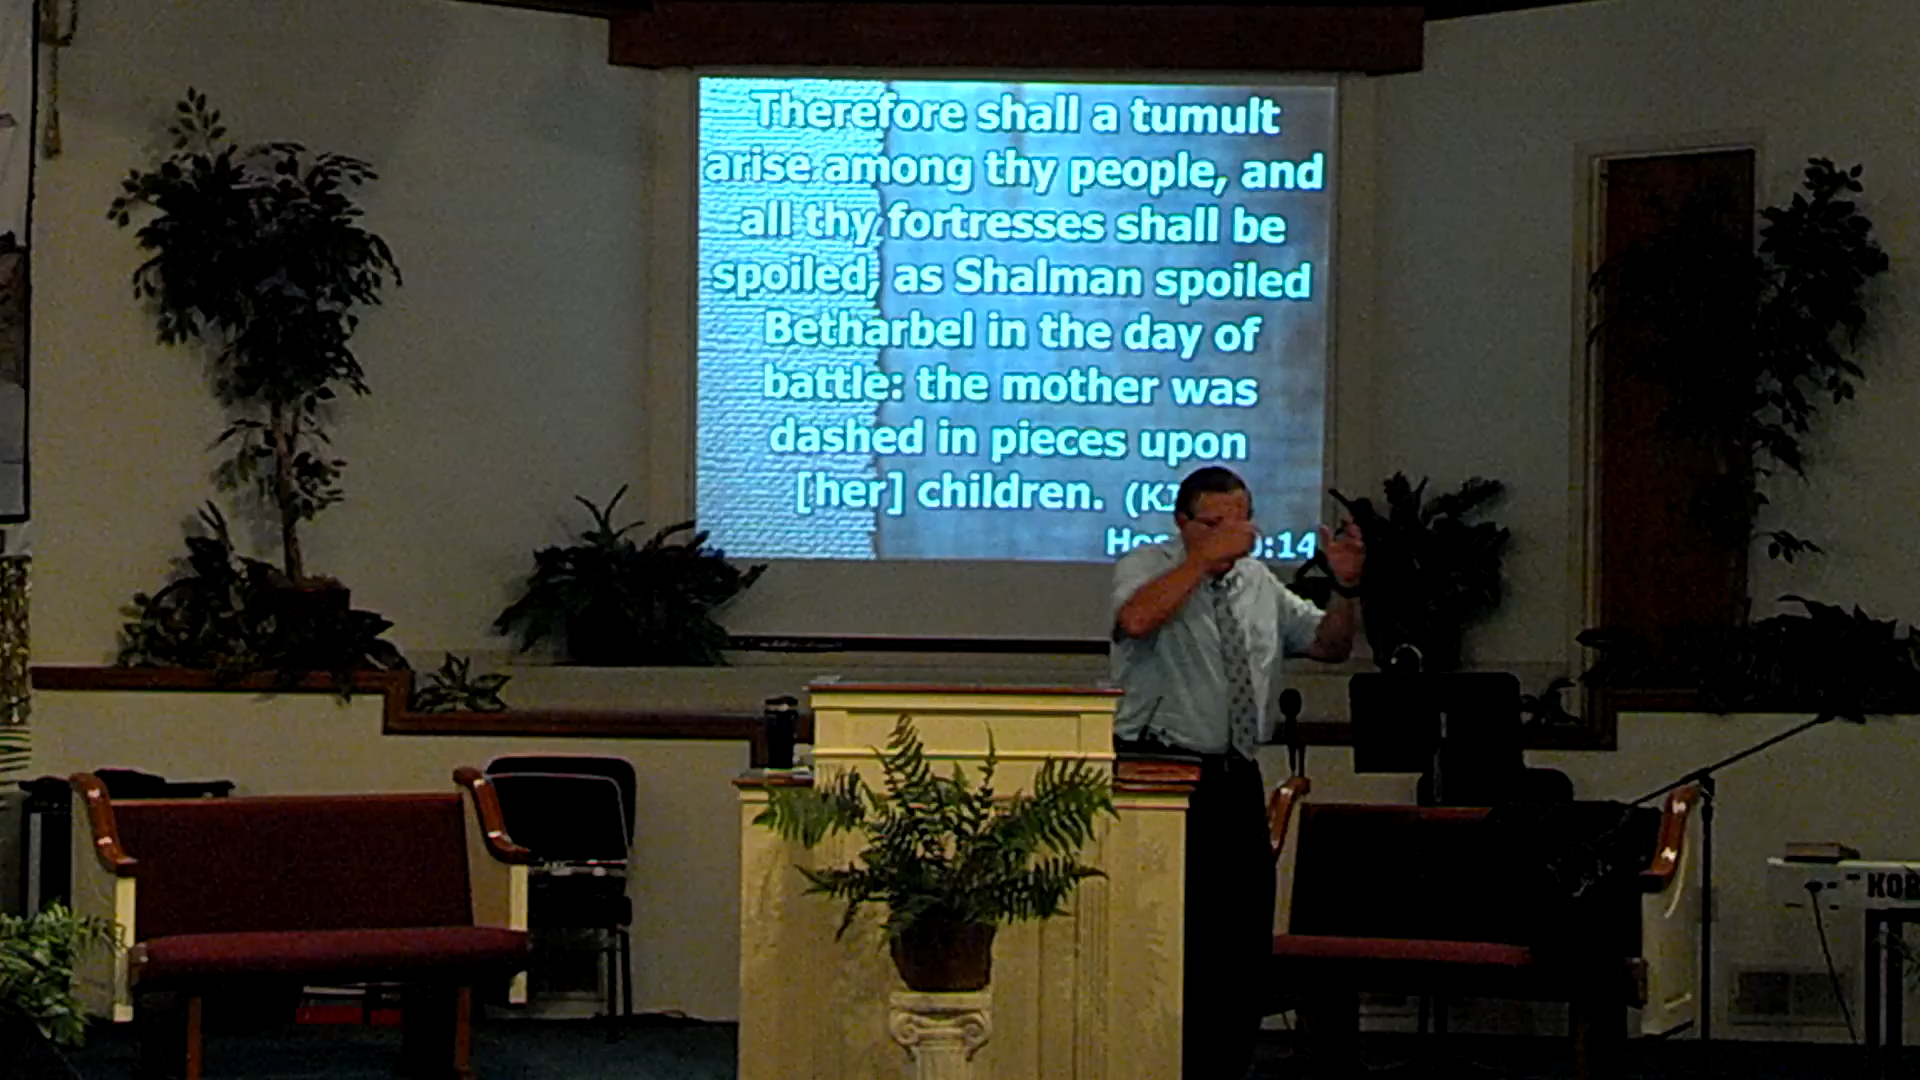 Therefore shall a tumult
arise among thy people, and
all thy fortresses shall be
spoiled, as Shalman spoiled
Betharbel in the day of
battle: the mother was
dashed in pieces upon
[her] children.
:14